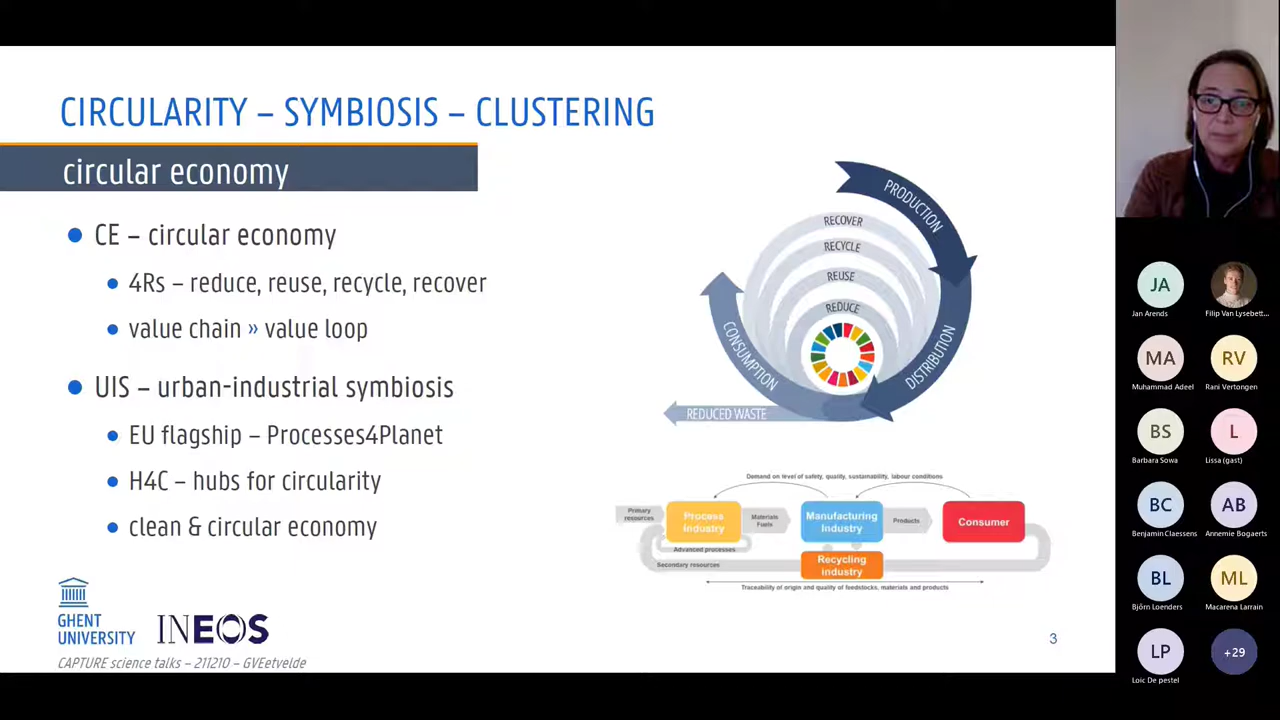 CIRCULARITY – SYMBIOSIS – CLUSTERING
circular economy
CE – circular economy
4Rs – reduce, reuse, recycle, recover
value chain » value loop
UIS – urban-industrial symbiosis
EU flagship – Processes4Planet
H4C – hubs for circularity
clean & circular economy
PRODUCTION
DISTRIBUTION
CONSUMPTION
REDUCED WASTE
RECOVER
RECYCLE
REUSE
REDUCE
Demand on level of safety, quality, sustainability, labour conditions
Primary
resources
Process
Industry
Materials
Fuels
Manufacturing
Industry
Products
Consumer
Advanced processes
Secondary resources
Recycling
industry
Traceability of origin and quality of feedstocks, materials and products
GHENT
UNIVERSITY
INEOS
CAPTURE science talks – 211210 – GVEetvelde
3
JA
Jan Arends
Filip Van Lysebett...
MA
Muhammad Adeel
RV
Rani Vertongen
BS
Barbara Sowa
L
Lissa (gast)
BC
Benjamin Claessens
AB
Annemie Bogaerts
BL
Björn Loenders
ML
Macarena Larrain
LP
Loic De pestel
+29